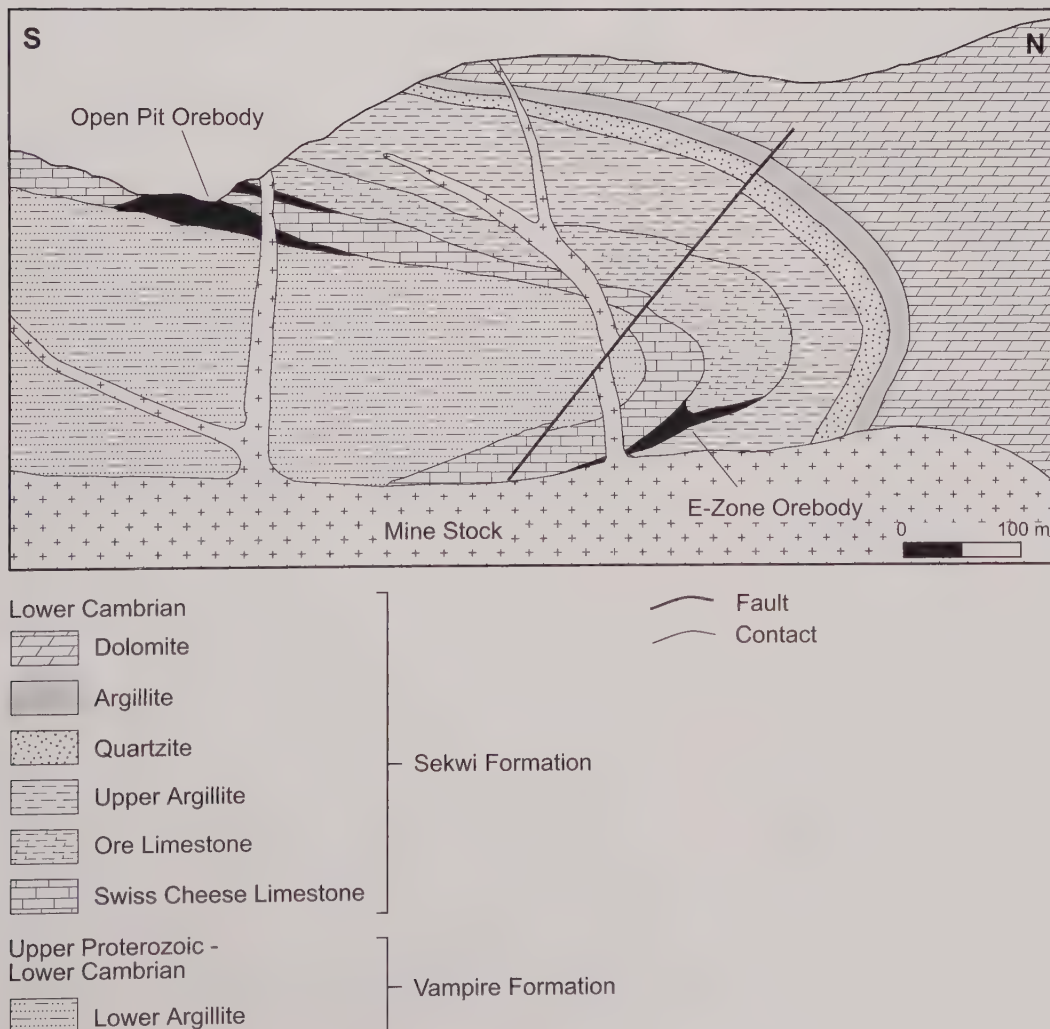 S
N
Open Pit Orebody
E-Zone Orebody
Mine Stock
0
100 m
Lower Cambrian
Dolomite
Argillite
Quartzite
Upper Argillite
Ore Limestone
Swiss Cheese Limestone
Sekwi Formation
Upper Proterozoic -
Lower Cambrian
Lower Argillite
Vampire Formation
Fault
Contact